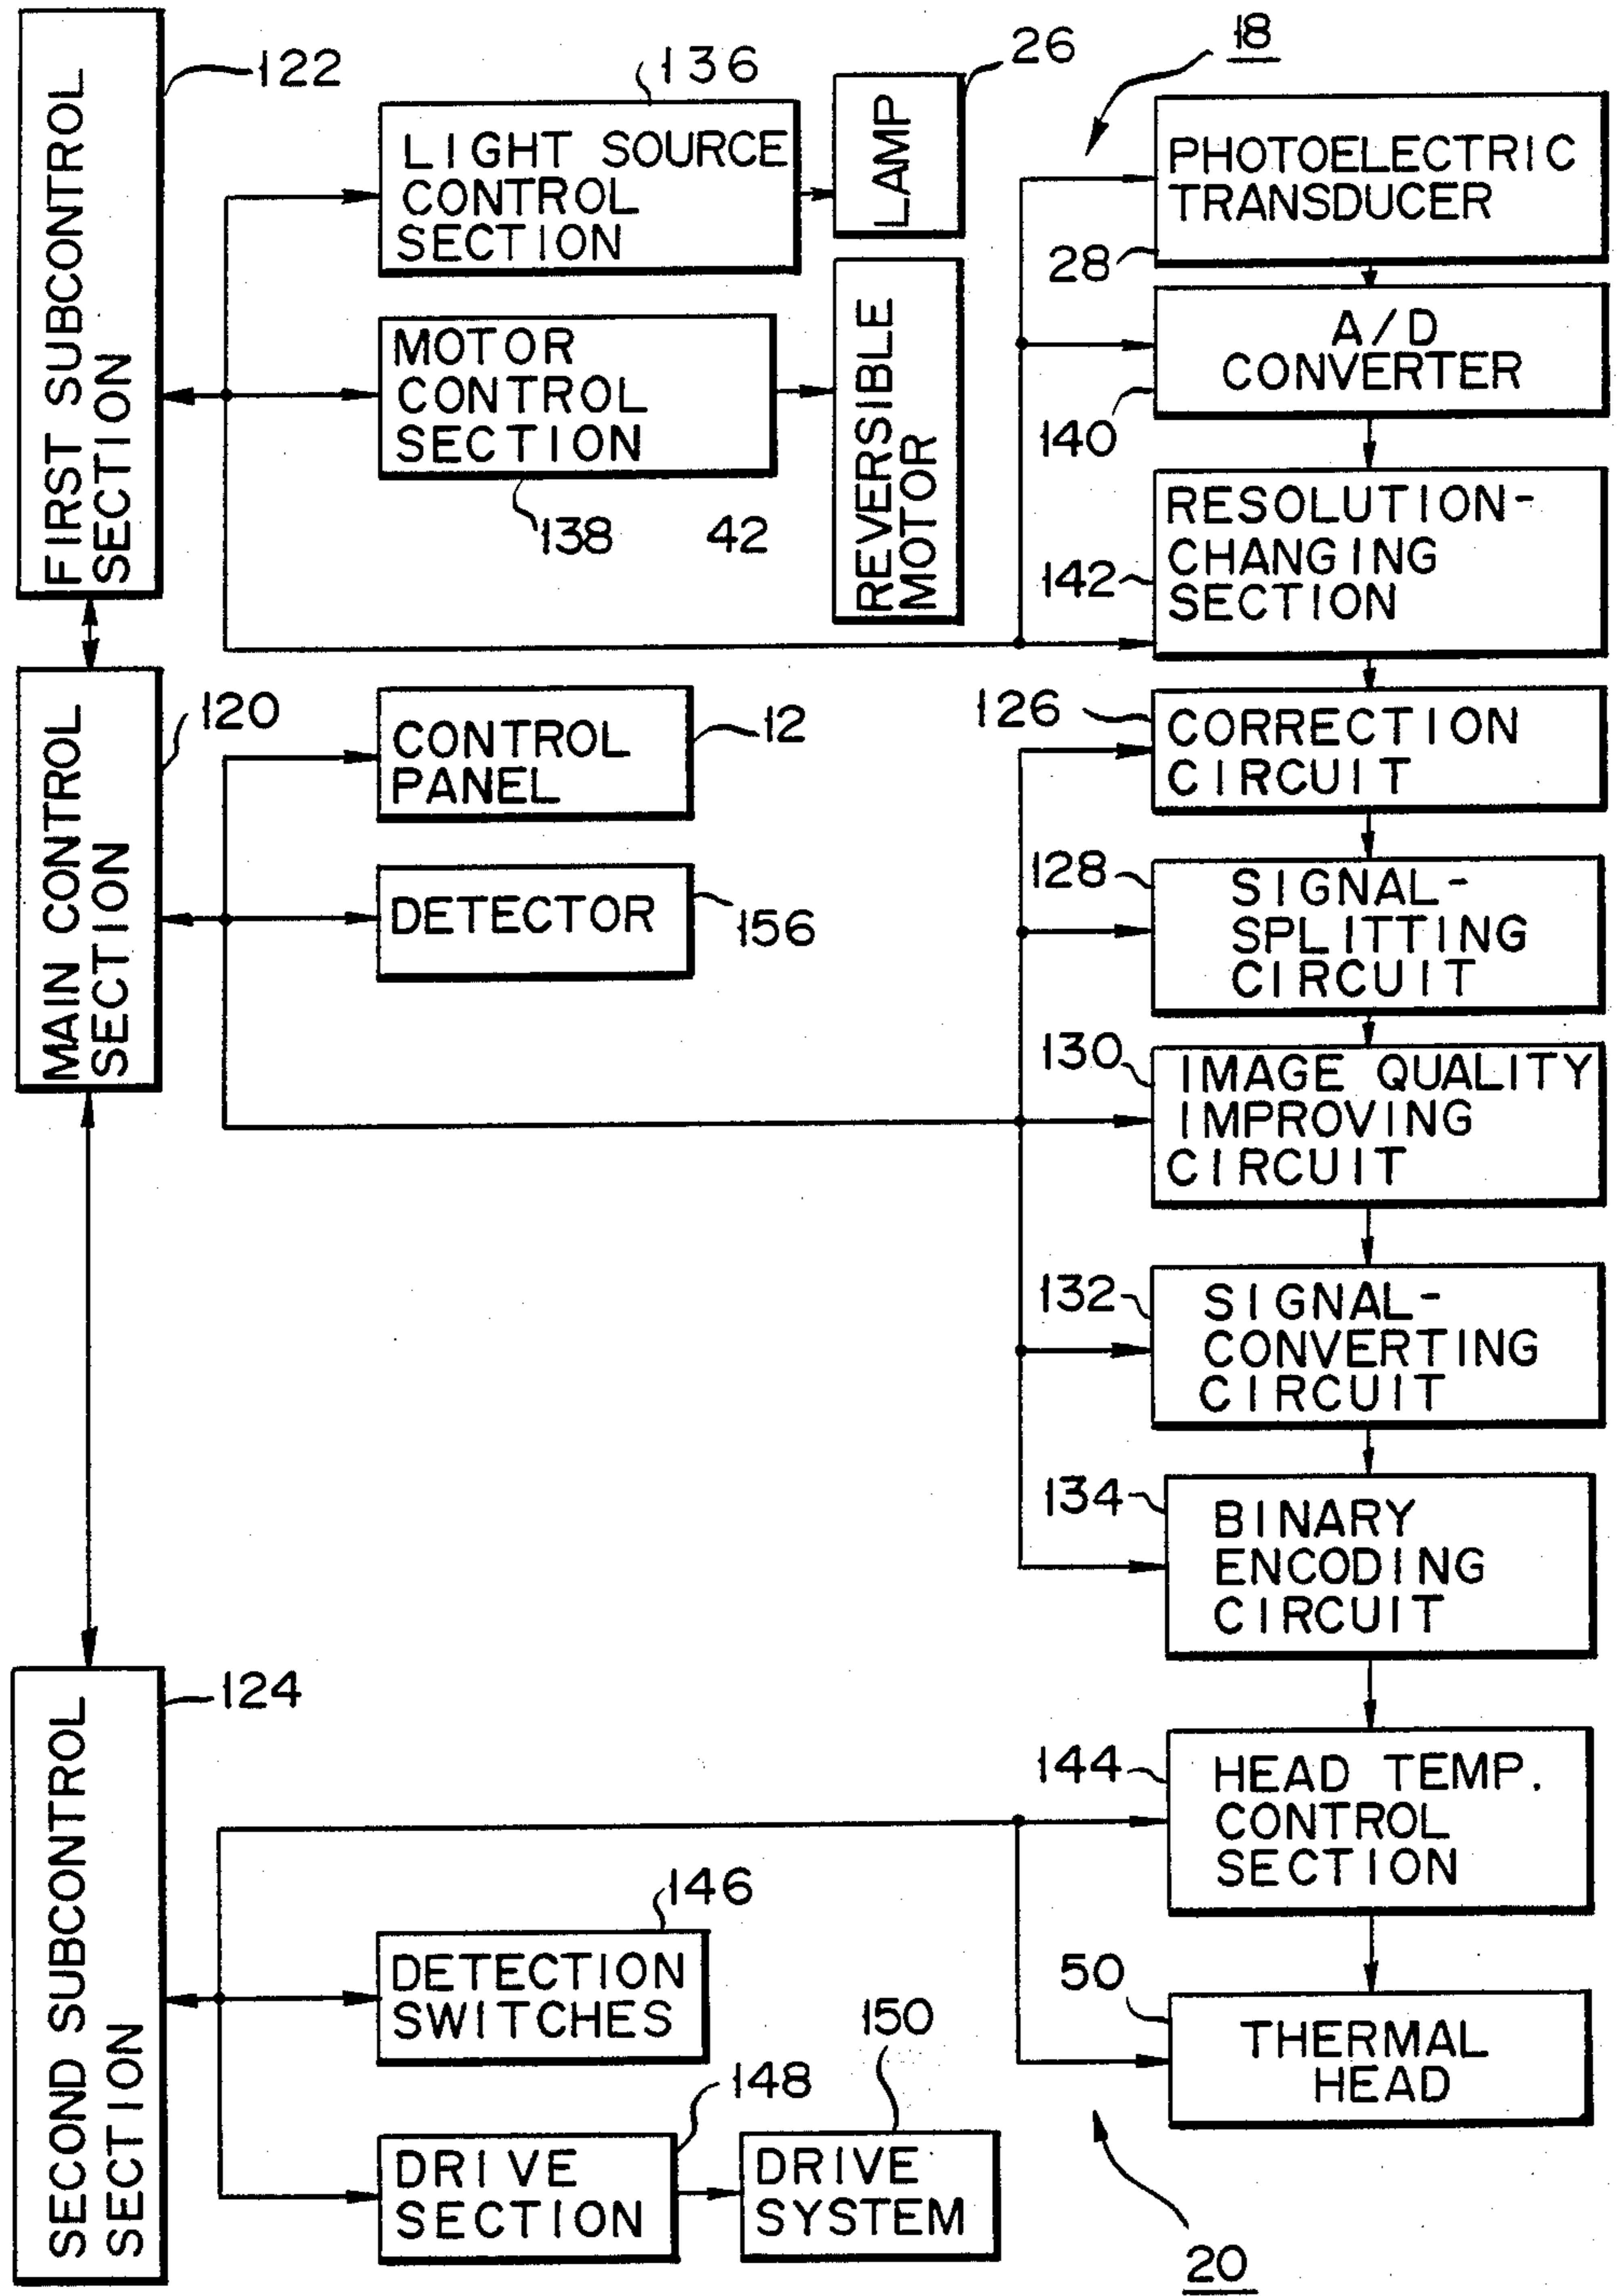 FIRST SUBCONTROL
SECTION
122
136
LIGHT SOURCE
CONTROL
SECTION
26
LAMP
MOTOR
CONTROL
SECTION
138
42
REVERSIBLE
MOTOR
18
PHOTOELECTRIC
TRANSDUCER
28
A/D
CONVERTER
140
RESOLUTION-
CHANGING
SECTION
142
MAIN CONTROL
SECTION
120
CONTROL
PANEL
12
DETECTOR
156
126
CORRECTION
CIRCUIT
128
SIGNAL-
SPLITTING
CIRCUIT
130
IMAGE QUALITY
IMPROVING
CIRCUIT
132
SIGNAL-
CONVERTING
CIRCUIT
134
BINARY
ENCODING
CIRCUIT
SECOND SUBCONTROL
SECTION
124
144
HEAD TEMP.
CONTROL
SECTION
146
DETECTION
SWITCHES
50
THERMAL
HEAD
148
DRIVE
SECTION
150
DRIVE
SYSTEM
20